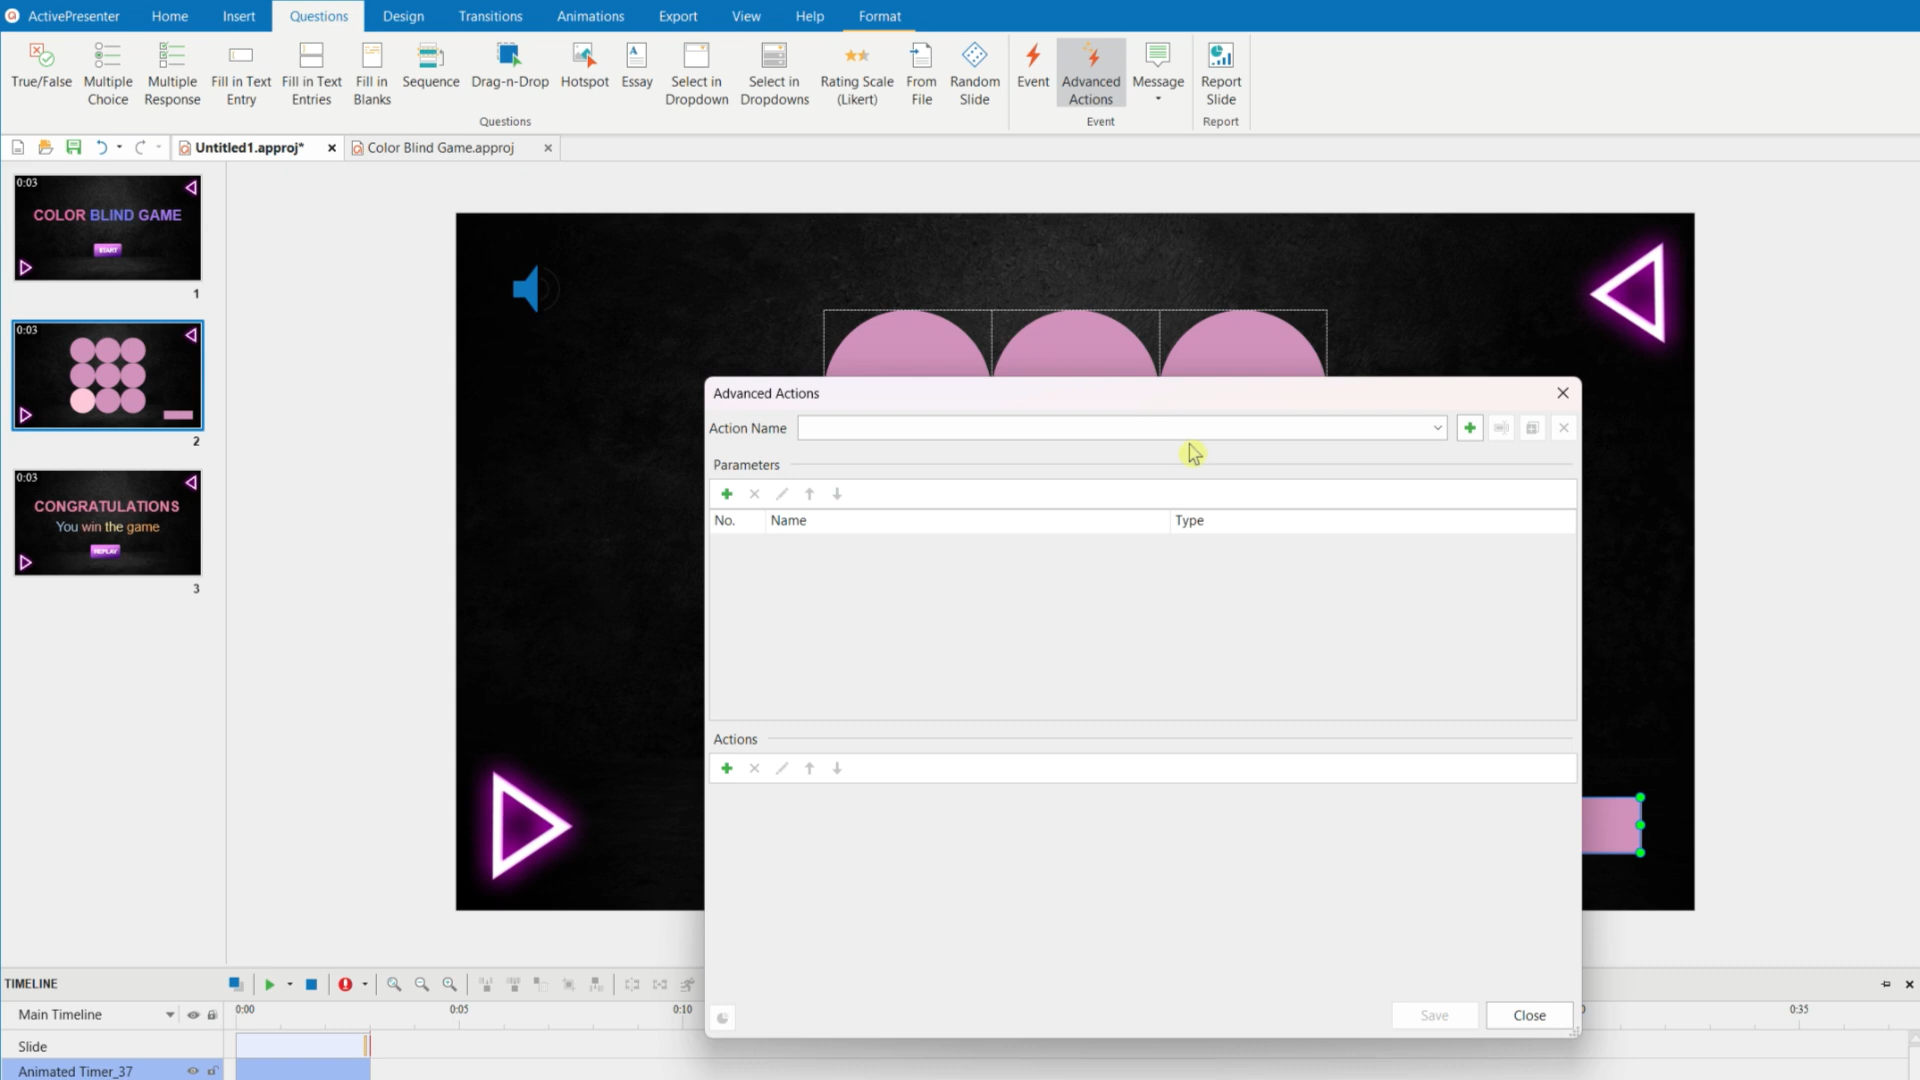 ActivePresenter Home Insert Questions Design Transitions Animations Export View Help Format
True/False
Multiple Choice
Multiple Response
Fill in Text Entry
Fill in Text Entries
Fill in Blanks
Sequence
Drag-n-Drop
Hotspot
Essay
Select in Dropdown
Select in Dropdowns
Rating Scale (Likert)
From File
Random Slide
Event
Advanced Actions
Message
Report Slide
Questions Event Report
Untitled1.approj* Color Blind Game.approj
0:03
COLOR BLIND GAME
START
1
0:03
2
0:03
CONGRATULATIONS
You win the game
REPLAY
3
Advanced Actions
Action Name
Parameters
No. Name Type
Actions
Save Close
TIMELINE
Main Timeline 0:00 0:05 0:10 0:35
Slide
Animated Timer_37